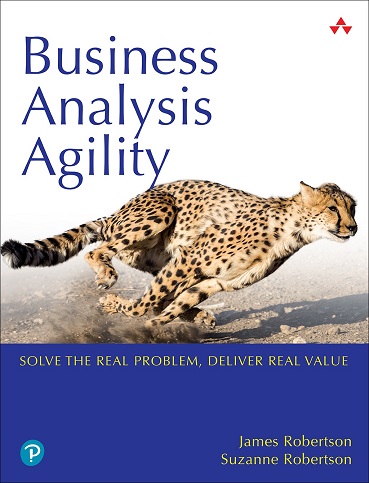 Business
Analysis
Agility
SOLVE THE REAL PROBLEM, DELIVER REAL VALUE
James Robertson
Suzanne Robertson